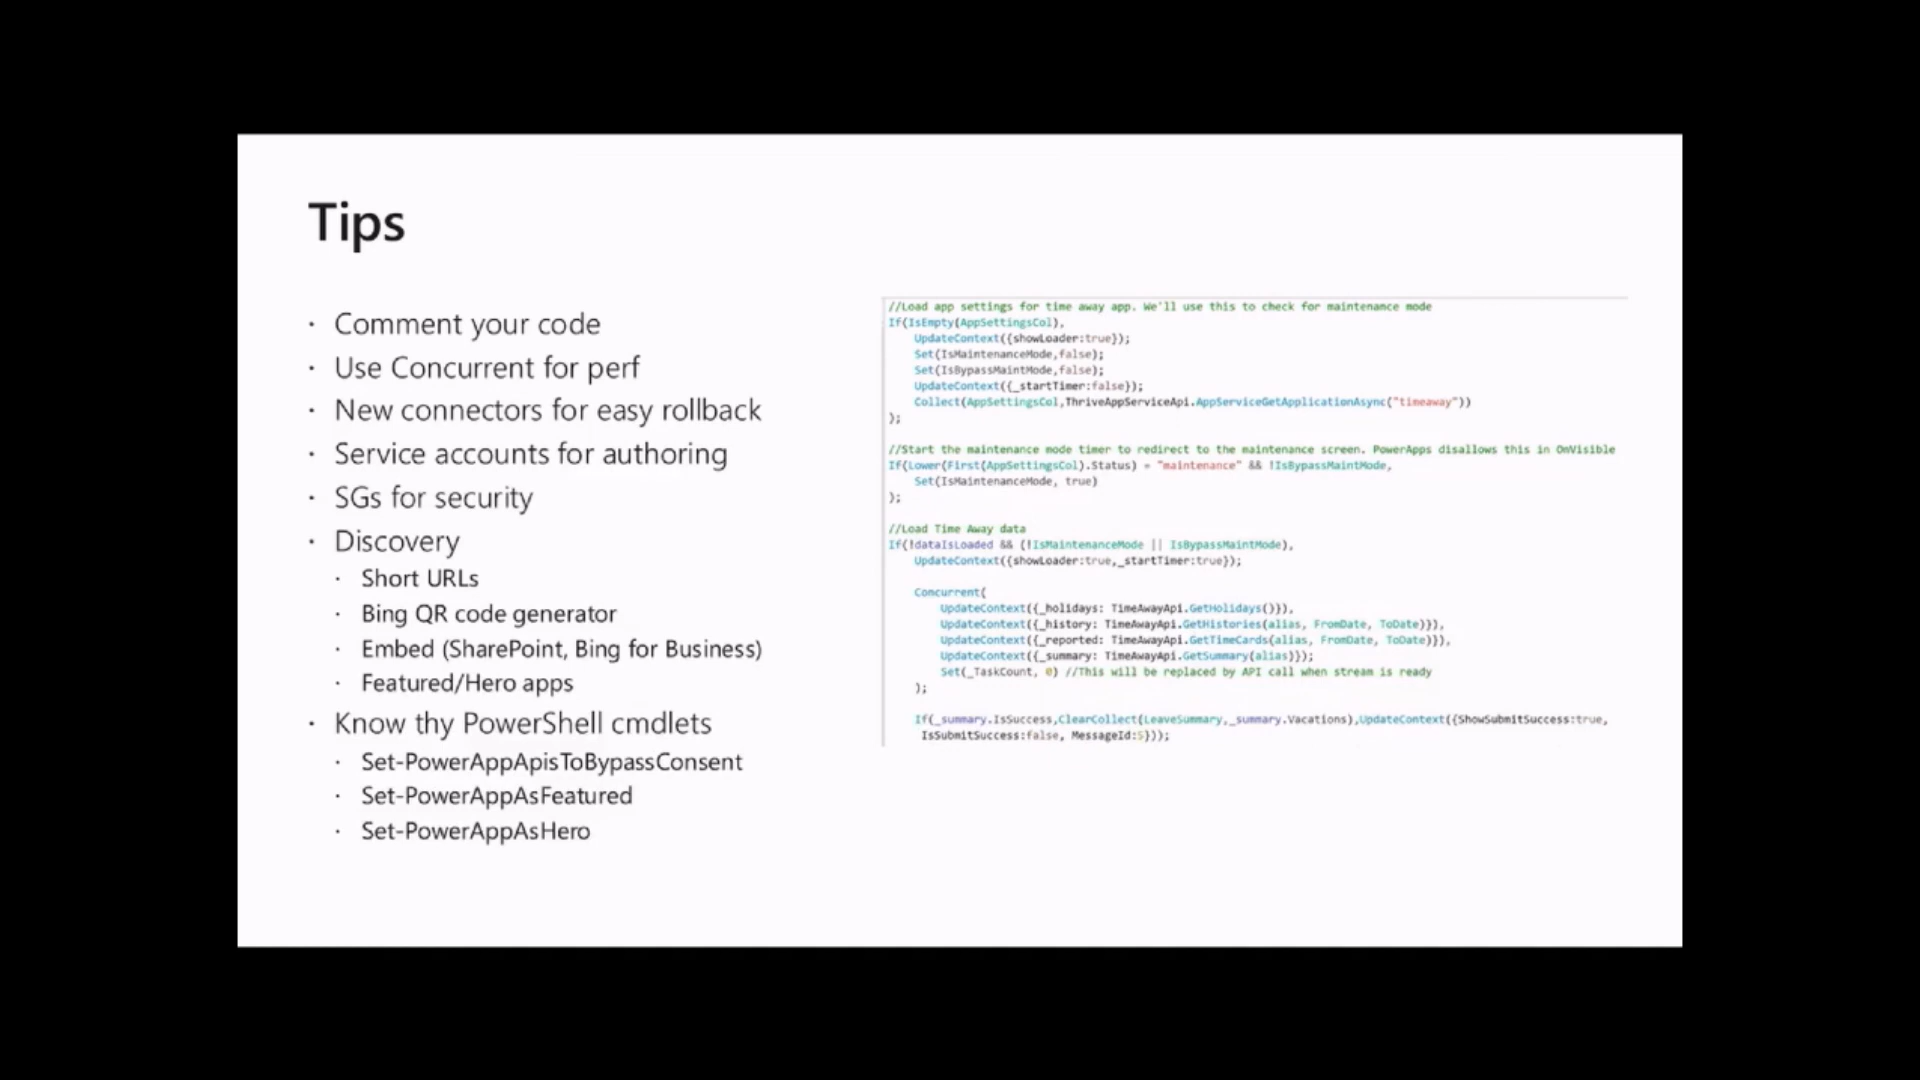 Tips
· Comment your code
· Use Concurrent for perf
· New connectors for easy rollback
· Service accounts for authoring
· SGs for security
· Discovery
· Short URLs
· Bing QR code generator
· Embed (SharePoint, Bing for Business)
· Featured/Hero apps
· Know thy PowerShell cmdlets
· Set-PowerAppApisToBypassConsent
· Set-PowerAppAsFeatured
· Set-PowerAppAsHero
//Load app settings for time away app. We'll use this to check for maintenance mode
If(IsEmpty(AppSettingsCol),
UpdateContext({showLoader:true});
Set(IsMaintenanceMode,false);
Set(IsBypassMaintMode,false);
UpdateContext({_startTimer:false});
Collect(AppSettingsCol,ThriveAppServiceApi.AppServiceGetApplicationAsync("timeaway"))
);
//Start the maintenance mode timer to redirect to the maintenance screen. PowerApps disallows this in OnVisible
If(Lower(First(AppSettingsCol).Status) = "maintenance" && !IsBypassMaintMode,
Set(IsMaintenanceMode, true)
);
//Load Time Away data
If(!dataIsLoaded && (!IsMaintenanceMode || IsBypassMaintMode),
UpdateContext({showLoader:true,_startTimer:true});
Concurrent(
UpdateContext({_holidays: TimeAwayApi.GetHolidays()}),
UpdateContext({_history: TimeAwayApi.GetHistories(alias, FromDate, ToDate)}),
UpdateContext({_reported: TimeAwayApi.GetTimeCards(alias, FromDate, ToDate)}),
UpdateContext({_summary: TimeAwayApi.GetSummary(alias)});
Set(_TaskCount, 0) //This will be replaced by API call when stream is ready
);
If(_summary.IsSuccess,ClearCollect(LeaveSummary,_summary.Vacations),UpdateContext({ShowSubmitSuccess:true,
IsSubmitSuccess:false, MessageId:5}));